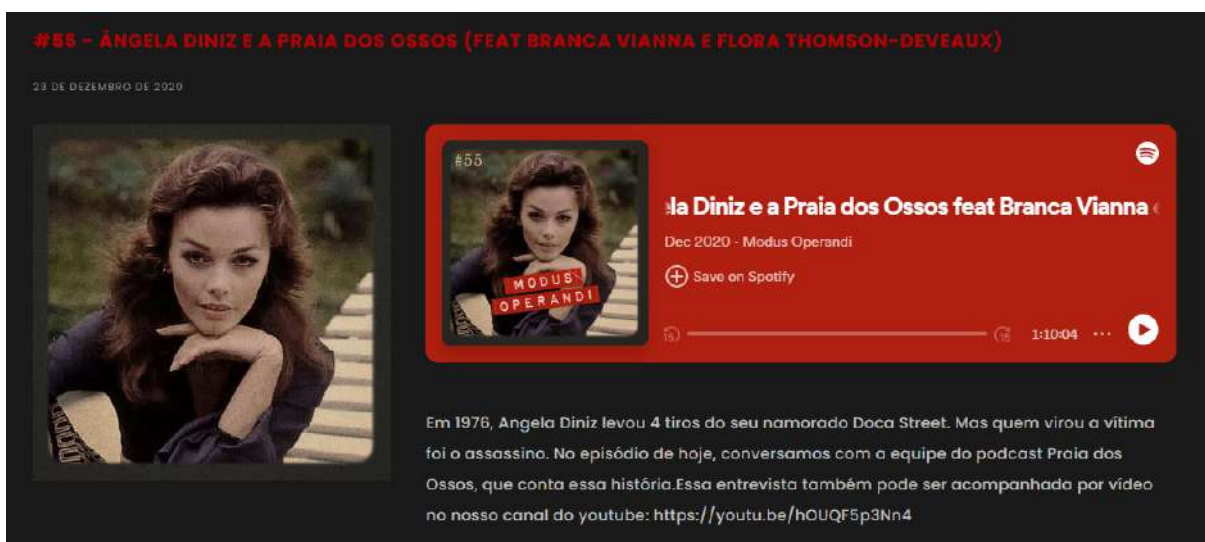 #55 - ÂNGELA DINIZ E A PRAIA DOS OSSOS (FEAT BRANCA VIANNA E FLORA THOMSON-DEVEAUX)
23 DE DEZEMBRO DE 2020
#55
MODUS
OPERANDI
la Diniz e a Praia dos Ossos feat Branca Vianna
Dec 2020 · Modus Operandi
Save on Spotify
15
15
1:10:04
Em 1976, Angela Diniz levou 4 tiros do seu namorado Doca Street. Mas quem virou a vítima
foi o assassino. No episódio de hoje, conversamos com a equipe do podcast Praia dos
Ossos, que conta essa história.Essa entrevista também pode ser acompanhada por vídeo
no nosso canal do youtube: https://youtu.be/hOUQF5p3Nn4